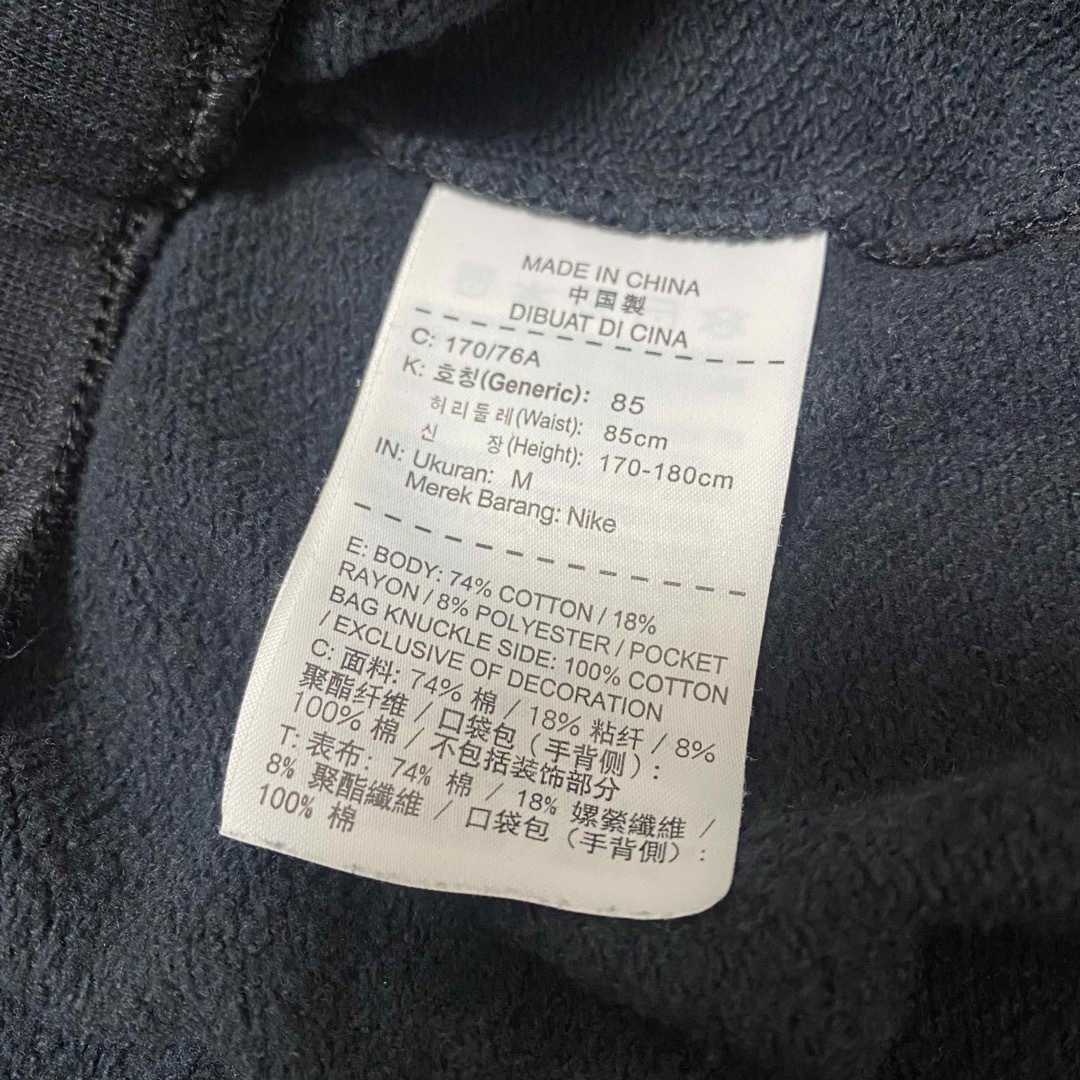 MADE IN CHINA
中国製
DIBUAT DI CINA
C: 170/76A
K: 호칭(Generic): 85
허리둘레(Waist): 85cm
신 장(Height): 170-180cm
IN: Ukuran: M
Merek Barang: Nike
E: BODY: 74% COTTON / 18%
RAYON / 8% POLYESTER / POCKET
BAG KNUCKLE SIDE: 100% COTTON
/ EXCLUSIVE OF DECORATION
C: 面料: 74% 棉 / 18% 粘纤 / 8%
聚酯纤维 / 口袋包（手背侧）:
100% 棉 / 不包括装饰部分
T: 表布: 74% 棉 / 18% 嫘縈纖維 /
8% 聚酯纖維 / 口袋包（手背側）:
100% 棉